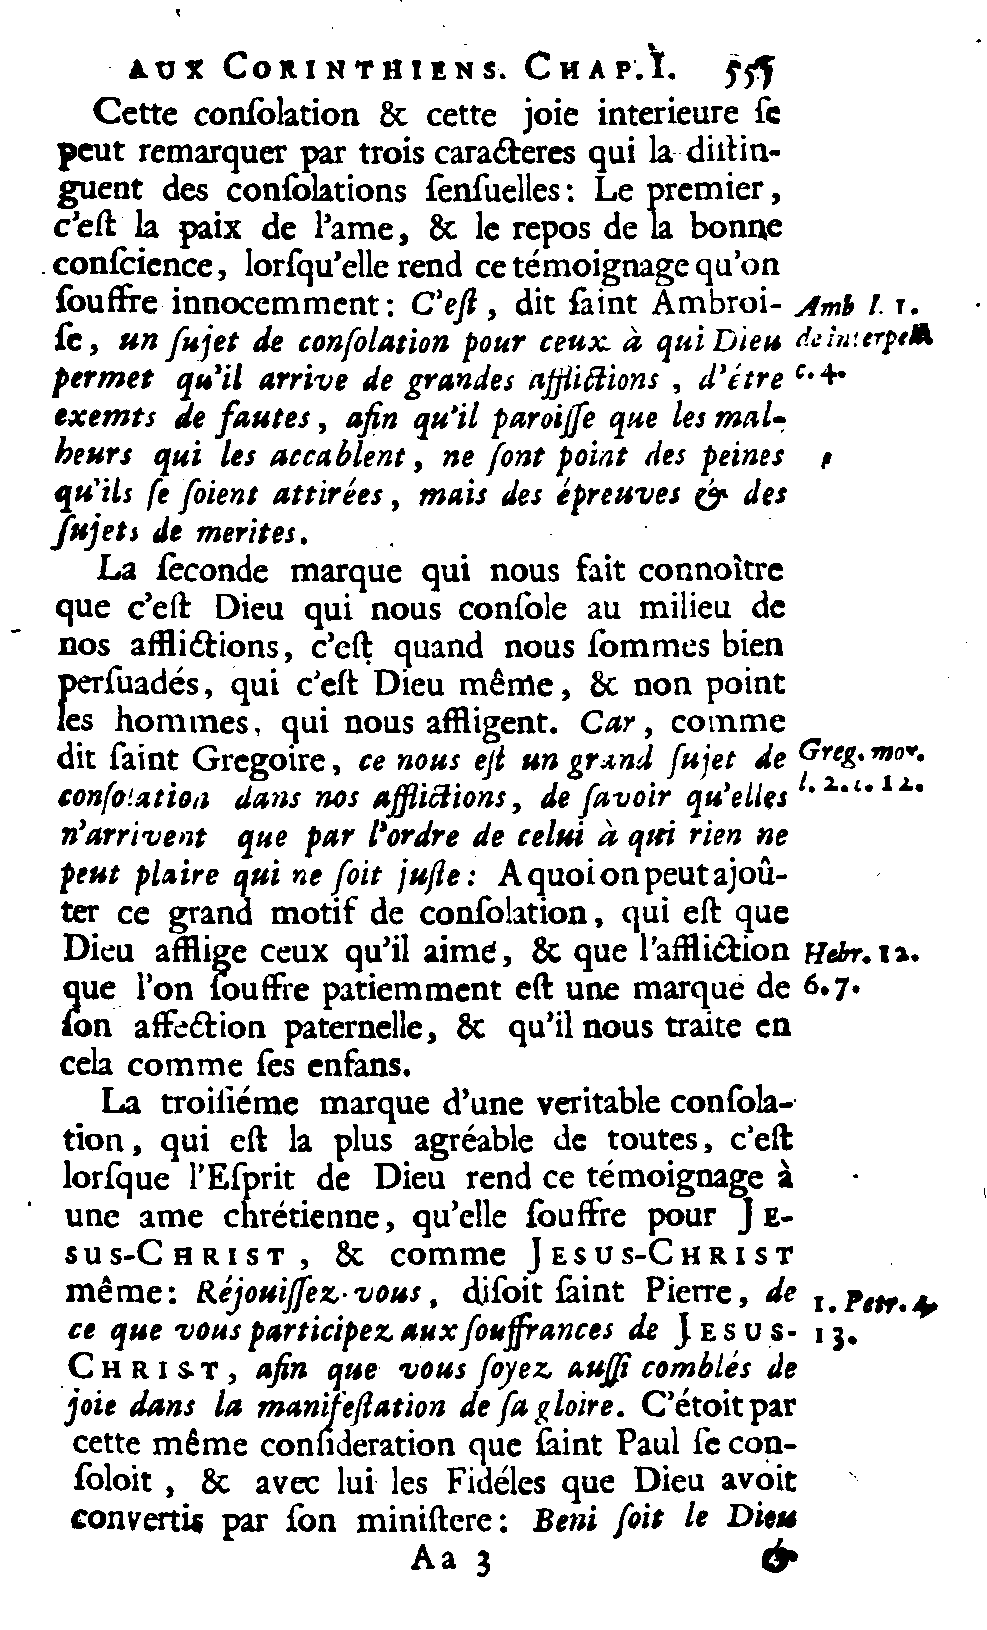 AUX CORINTHIENS. CHAP. I. 555
Cette conſolation & cette joie interieure ſe
peut remarquer par trois caracteres qui la diſtin-
guent des conſolations ſenſuelles: Le premier,
c'eſt la paix de l'ame, & le repos de la bonne
conſcience, lorſqu'elle rend ce témoignage qu'on
ſouffre innocemment: C'eſt, dit ſaint Ambroi- Amb l. 1.
ſe, un ſujet de conſolation pour ceux à qui Dieu de interpell
permet qu'il arrive de grandes afflictions, d'étre c. 4.
exemts de fautes, afin qu'il paroiſſe que les mal-
heurs qui les accablent, ne ſont point des peines
qu'ils ſe ſoient attirées, mais des épreuves & des
ſujets de merites.
La ſeconde marque qui nous fait connoître
que c'eſt Dieu qui nous conſole au milieu de
nos afflictions, c'eſt quand nous ſommes bien
perſuadés, qui c'eſt Dieu même, & non point
les hommes, qui nous affligent. Car, comme
dit ſaint Gregoire, ce nous eſt un grand ſujet de Greg. mor.
conſolation dans nos afflictions, de ſavoir qu'elles l. 2. c. 12.
n'arrivent que par l'ordre de celui à qui rien ne
peut plaire qui ne ſoit juſte: A quoi on peut ajoû-
ter ce grand motif de conſolation, qui eſt que
Dieu afflige ceux qu'il aime, & que l'affliction Hebr. 12.
que l'on ſouffre patiemment eſt une marque de 6. 7.
ſon affection paternelle, & qu'il nous traite en
cela comme ſes enfans.
La troiſiéme marque d'une veritable conſola-
tion, qui eſt la plus agréable de toutes, c'eſt
lorſque l'Eſprit de Dieu rend ce témoignage à
une ame chrétienne, qu'elle ſouffre pour JE-
SUS-CHRIST, & comme JESUS-CHRIST
même: Réjouiſſez-vous, diſoit ſaint Pierre, de 1. Petr. 4
ce que vous participez aux ſouffrances de JESUS- 13.
CHRIST, afin que vous ſoyez auſſi comblés de
joie dans la manifeſtation de ſa gloire. C'étoit par
cette même conſideration que ſaint Paul ſe con-
ſoloit, & avec lui les Fidéles que Dieu avoit
convertis par ſon miniſtere: Beni ſoit le Dieu
Aa 3 &